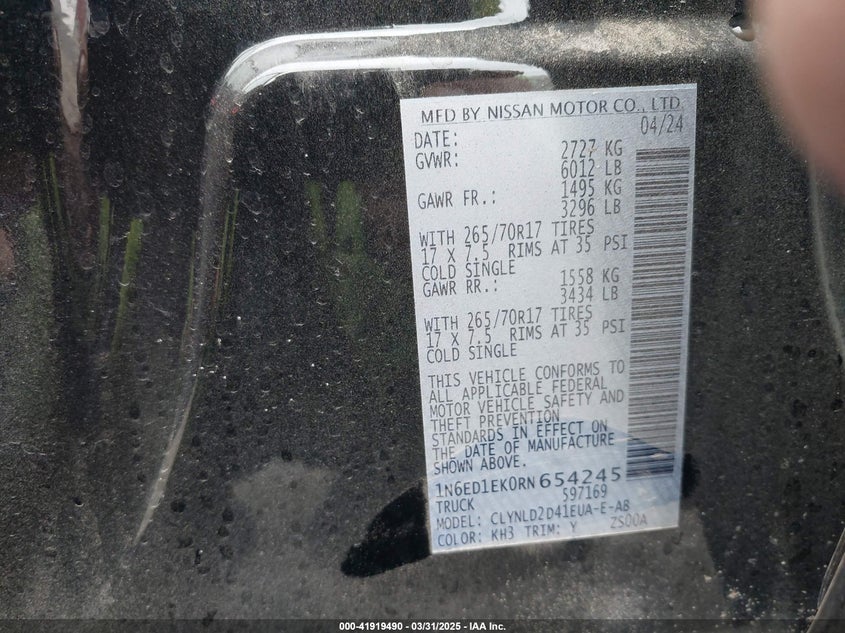 MFD BY NISSAN MOTOR CO., LTD.
DATE: 04/24
GVWR: 2727 KG
6012 LB
GAWR FR.: 1495 KG
3296 LB
WITH 265/70R17 TIRES
17 X 7.5 RIMS AT 35 PSI
COLD SINGLE
GAWR RR.: 1558 KG
3434 LB
WITH 265/70R17 TIRES
17 X 7.5 RIMS AT 35 PSI
COLD SINGLE
THIS VEHICLE CONFORMS TO
ALL APPLICABLE FEDERAL
MOTOR VEHICLE SAFETY AND
THEFT PREVENTION
STANDARDS IN EFFECT ON
THE DATE OF MANUFACTURE
SHOWN ABOVE.
1N6ED1EK0RN654245
TRUCK 597169
MODEL: CLYNLD2D41EUA-E-AB
COLOR: KH3 TRIM: Y ZS00A
000-41919490 - 03/31/2025 - IAA Inc.